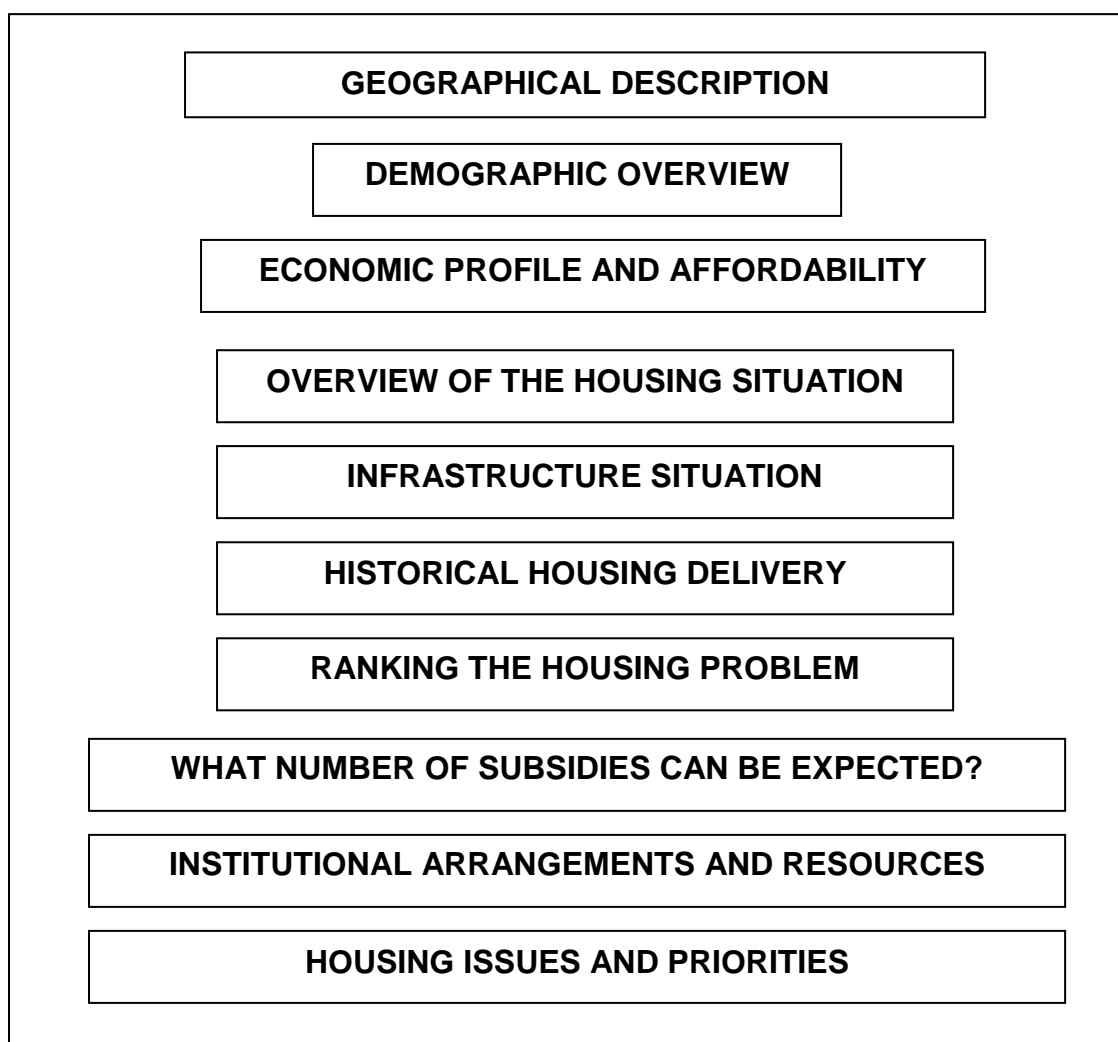 GEOGRAPHICAL DESCRIPTION
DEMOGRAPHIC OVERVIEW
ECONOMIC PROFILE AND AFFORDABILITY
OVERVIEW OF THE HOUSING SITUATION
INFRASTRUCTURE SITUATION
HISTORICAL HOUSING DELIVERY
RANKING THE HOUSING PROBLEM
WHAT NUMBER OF SUBSIDIES CAN BE EXPECTED?
INSTITUTIONAL ARRANGEMENTS AND RESOURCES
HOUSING ISSUES AND PRIORITIES